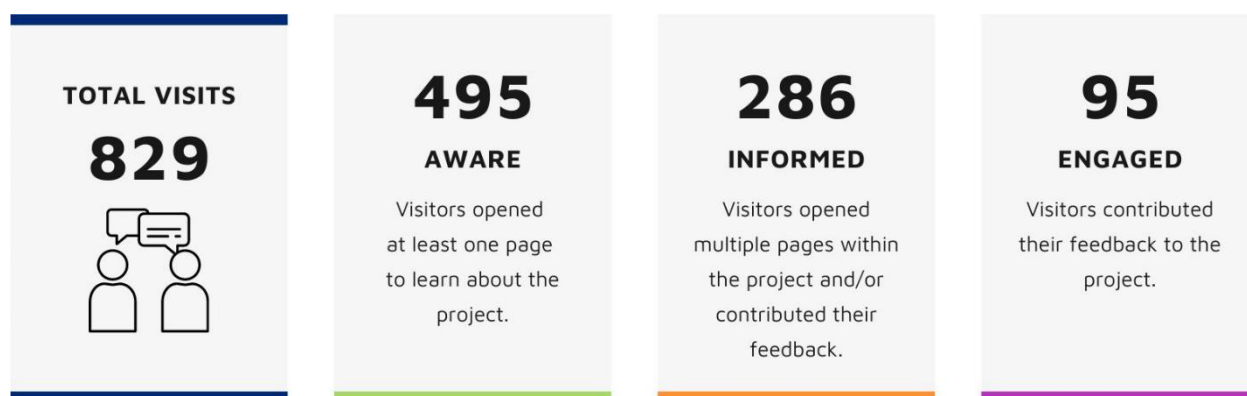 TOTAL VISITS
829
495
AWARE
Visitors opened
at least one page
to learn about the
project.
286
INFORMED
Visitors opened
multiple pages within
the project and/or
contributed their
feedback.
95
ENGAGED
Visitors contributed
their feedback to the
project.